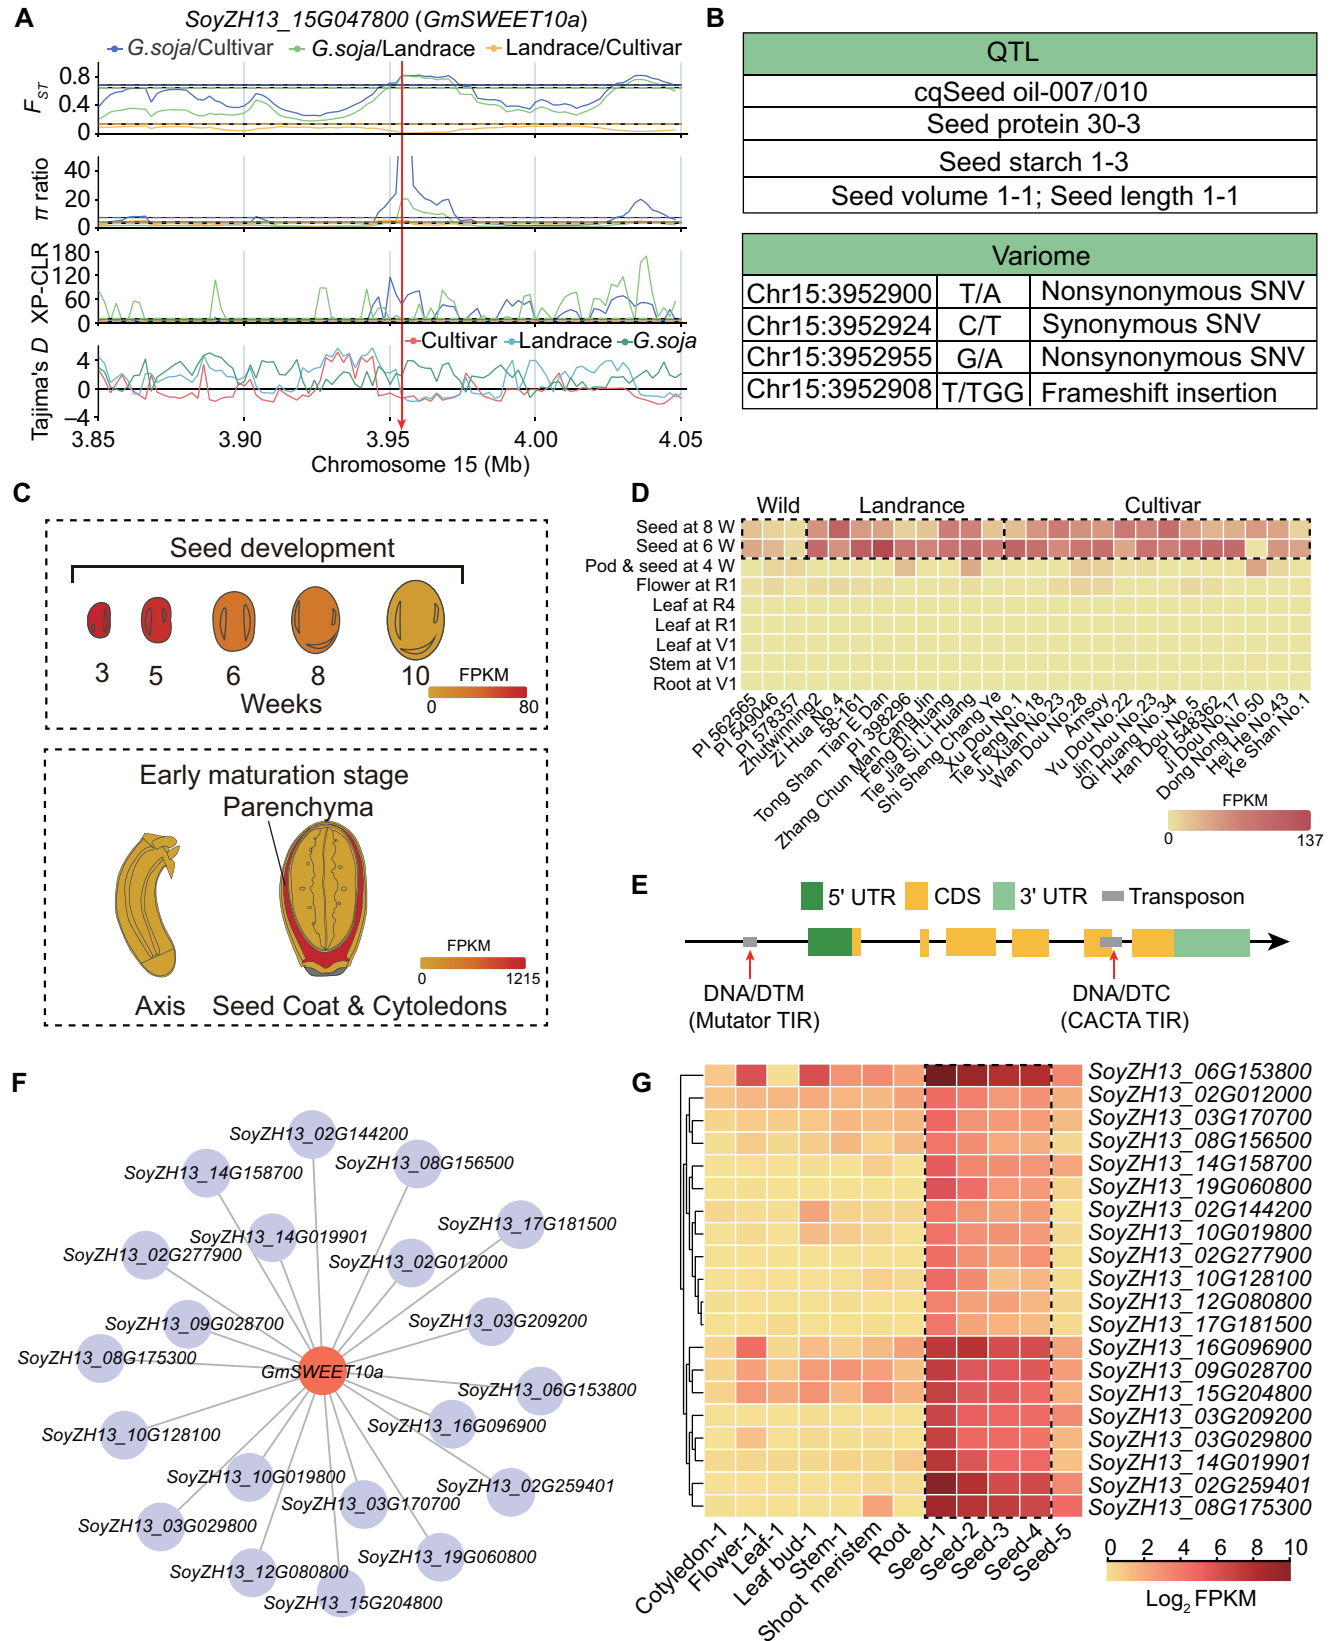 A
SoyZH13_15G047800 (GmSWEET10a)
G.soja/Cultivar G.soja/Landrace Landrace/Cultivar
F_ST
0.8
0.4
0
π ratio
40
20
0
XP-CLR
180
120
60
0
Tajima's D
Cultivar Landrace G.soja
4
0
–4
3.85 3.90 3.95 4.00 4.05
Chromosome 15 (Mb)
B
QTL
cqSeed oil-007/010
Seed protein 30-3
Seed starch 1-3
Seed volume 1-1; Seed length 1-1
Variome
Chr15:3952900 T/A Nonsynonymous SNV
Chr15:3952924 C/T Synonymous SNV
Chr15:3952955 G/A Nonsynonymous SNV
Chr15:3952908 T/TGG Frameshift insertion
C
Seed development
3 5 6 8 10
Weeks
FPKM
0 80
Early maturation stage
Parenchyma
FPKM
0 1215
Axis Seed Coat & Cytoledons
D
Wild Landrance Cultivar
Seed at 8 W
Seed at 6 W
Pod & seed at 4 W
Flower at R1
Leaf at R4
Leaf at R1
Leaf at V1
Stem at V1
Root at V1
PI 562565
PI 549046
PI 578357
Zhutwinning2
Zi Hua No.4
58-161
Tong Shan Tian E Dan
PI 398296
Zhang Chun Man Cang Jin
Feng Di Huang
Tie Jia Si Li Huang
Shi Sheng Chang Ye
Xu Dou No.1
Tie Feng No.18
Ju Xuan No.23
Wan Dou No.28
Amsoy
Yu Dou No.22
Jin Dou No.23
Qi Huang No.34
Han Dou No.5
PI 548362
Ji Dou No.17
Dong Nong No.50
Hei He No.43
Ke Shan No.1
FPKM
0 137
E
5' UTR CDS 3' UTR Transposon
DNA/DTM
(Mutator TIR)
DNA/DTC
(CACTA TIR)
F
SoyZH13_02G144200
SoyZH13_08G156500
SoyZH13_14G158700
SoyZH13_17G181500
SoyZH13_14G019901
SoyZH13_02G277900
SoyZH13_02G012000
SoyZH13_09G028700
SoyZH13_03G209200
SoyZH13_08G175300
GmSWEET10a
SoyZH13_06G153800
SoyZH13_16G096900
SoyZH13_10G128100
SoyZH13_10G019800
SoyZH13_02G259401
SoyZH13_03G170700
SoyZH13_03G029800
SoyZH13_19G060800
SoyZH13_12G080800
SoyZH13_15G204800
G
SoyZH13_06G153800
SoyZH13_02G012000
SoyZH13_03G170700
SoyZH13_08G156500
SoyZH13_14G158700
SoyZH13_19G060800
SoyZH13_02G144200
SoyZH13_10G019800
SoyZH13_02G277900
SoyZH13_10G128100
SoyZH13_12G080800
SoyZH13_17G181500
SoyZH13_16G096900
SoyZH13_09G028700
SoyZH13_15G204800
SoyZH13_03G209200
SoyZH13_03G029800
SoyZH13_14G019901
SoyZH13_02G259401
SoyZH13_08G175300
Cotyledon-1
Flower-1
Leaf-1
Leaf bud-1
Stem-1
Shoot meristem
Root
Seed-1
Seed-2
Seed-3
Seed-4
Seed-5
0 2 4 6 8 10
Log2 FPKM